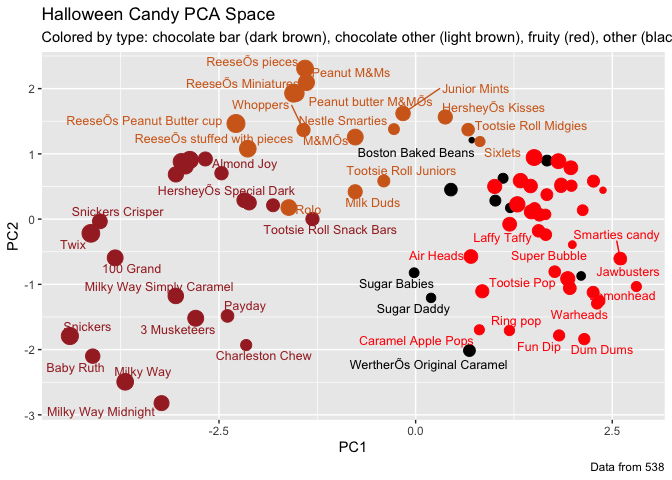 Halloween Candy PCA Space
Colored by type: chocolate bar (dark brown), chocolate other (light brown), fruity (red), other (blac
ReeseÕs pieces
Peanut M&Ms
ReeseÕs Miniatures
Junior Mints
Whoppers
Peanut butter M&MÕs
HersheyÕs Kisses
ReeseÕs Peanut Butter cup
Nestle Smarties
Tootsie Roll Midgies
ReeseÕs stuffed with pieces
M&MÕs
Sixlets
Boston Baked Beans
Almond Joy
Tootsie Roll Juniors
HersheyÕs Special Dark
Milk Duds
Rolo
Snickers Crisper
Tootsie Roll Snack Bars
Laffy Taffy
Smarties candy
Twix
Air Heads
Super Bubble
100 Grand
Jawbusters
Milky Way Simply Caramel
Sugar Babies
Tootsie Pop
monhead
Payday
Sugar Daddy
Warheads
Snickers
3 Musketeers
Ring pop
Caramel Apple Pops
Fun Dip
Dum Dums
Charleston Chew
Baby Ruth
Milky Way
WertherÕs Original Caramel
Milky Way Midnight
2
1
0
-1
-2
-3
PC2
-2.5
0.0
2.5
PC1
Data from 538